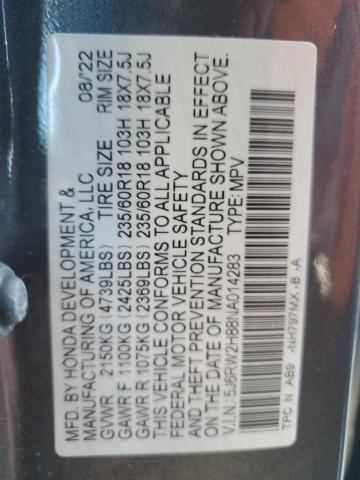 MFD. BY HONDA DEVELOPMENT & 08/'22
MANUFACTURING OF AMERICA, LLC
GVWR 2150KG (4739LBS) TIRE SIZE RIM SIZE
GAWR F 1100KG (2425LBS) 235/60R18 103H 18X7.5J
GAWR R 1075KG (2369LBS) 235/60R18 103H 18X7.5J
THIS VEHICLE CONFORMS TO ALL APPLICABLE
FEDERAL MOTOR VEHICLE SAFETY
AND THEFT PREVENTION STANDARDS IN EFFECT
ON THE DATE OF MANUFACTURE SHOWN ABOVE.
V.I.N.:5J6RW2H88NA014283 TYPE: MPV
TPC N AB9 -NH797MX -B -A